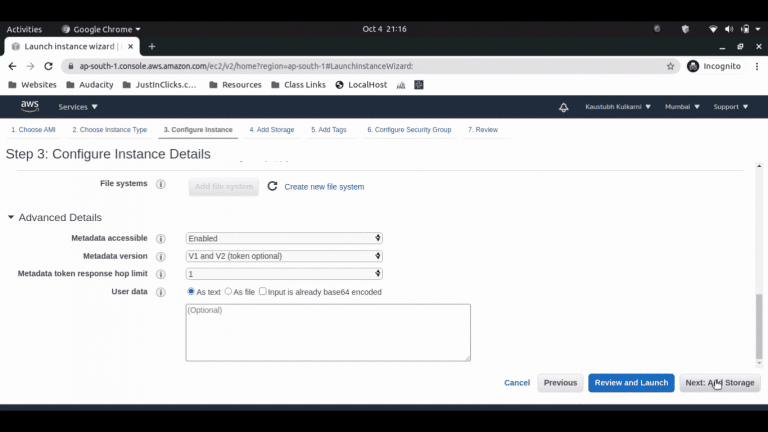 Activities Google Chrome Oct 4 21:16
Launch instance wizard |
ap-south-1.console.aws.amazon.com/ec2/v2/home?region=ap-south-1#LaunchInstanceWizard: Incognito
Websites Audacity JustInClicks.c... Resources Class Links LocalHost
aws Services Kaustubh Kulkarni Mumbai Support
1. Choose AMI 2. Choose Instance Type 3. Configure Instance 4. Add Storage 5. Add Tags 6. Configure Security Group 7. Review
Step 3: Configure Instance Details
File systems Add file system Create new file system
Advanced Details
Metadata accessible Enabled
Metadata version V1 and V2 (token optional)
Metadata token response hop limit 1
User data As text As file Input is already base64 encoded
(Optional)
Cancel Previous Review and Launch Next: Add Storage